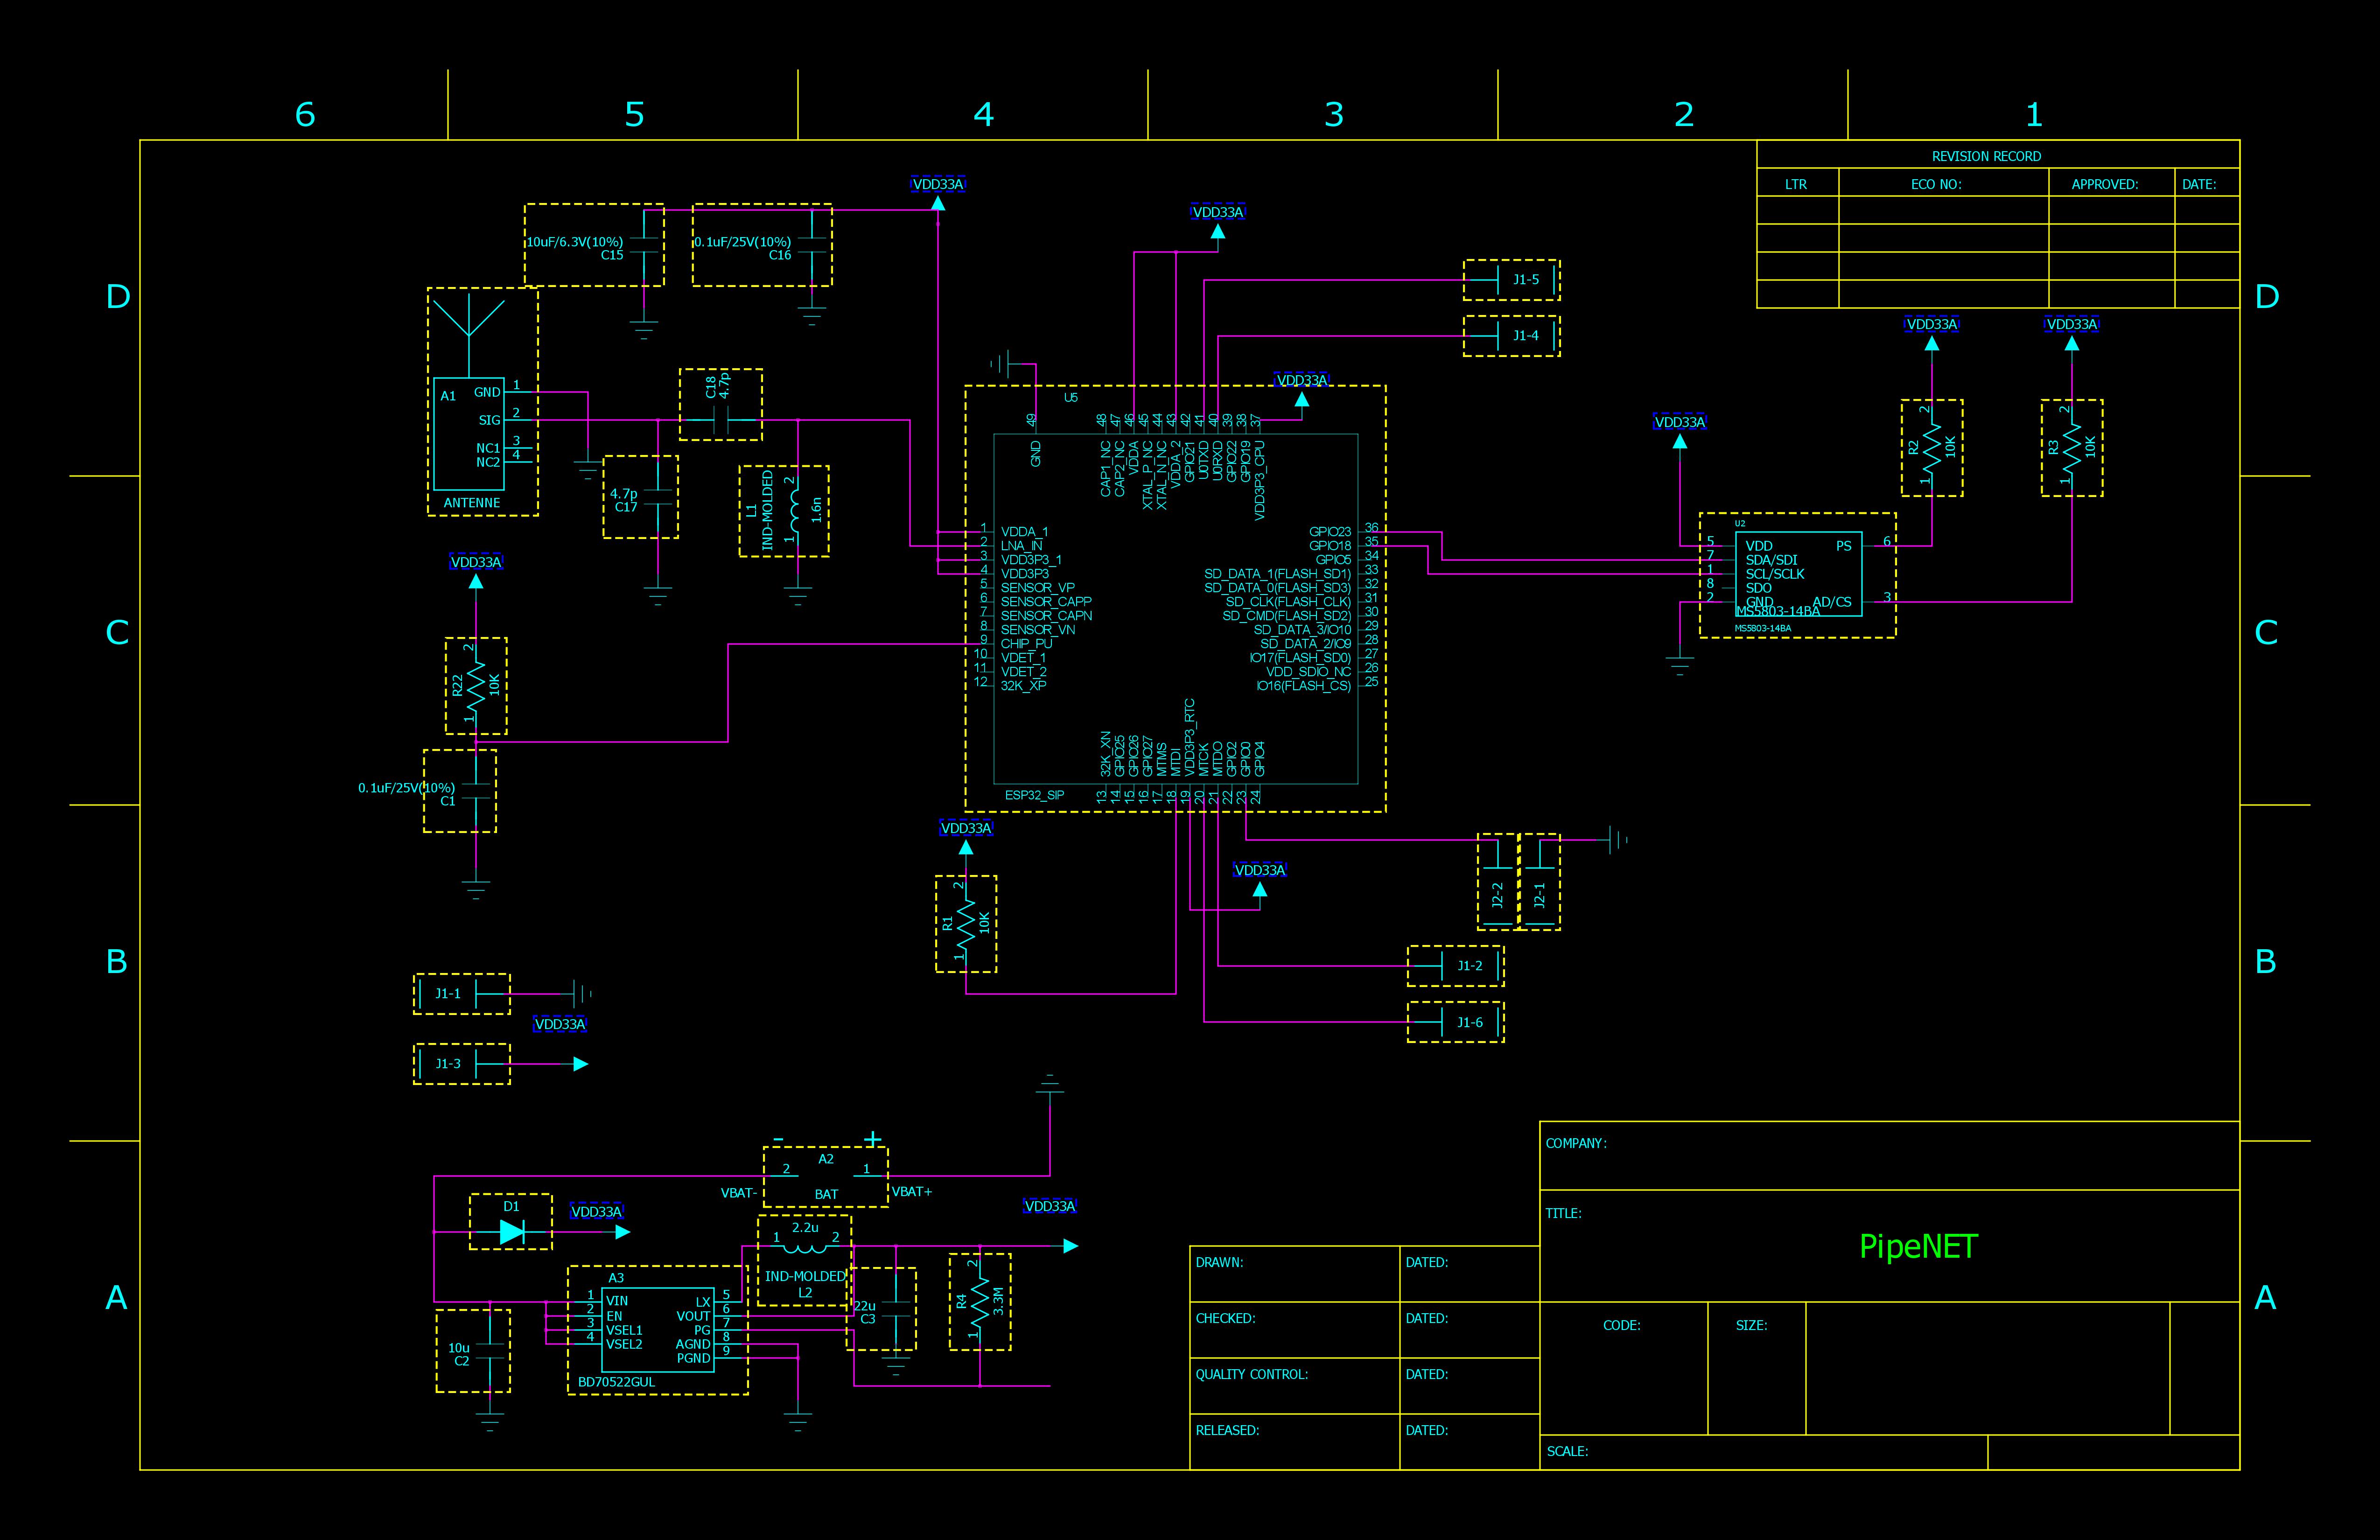 6 5 4 3 2 1
REVISION RECORD
LTR ECO NO: APPROVED: DATE:
VDD33A
VDD33A
10uF/6.3V(10%)
C15
0.1uF/25V(10%)
C16
D
D
J1-5
J1-4
VDD33A
VDD33A
VDD33A
A1
GND 1
SIG 2
NC1 3
NC2 4
ANTENNE
C18
4.7p
4.7p
C17
L1
IND-MOLDED
2
1
1.6n
VDD33A
U5
49 48 47 46 45 44 43 42 41 40 39 38 37
GND
CAP1_NC
CAP2_NC
VDDA
XTAL_P_NC
XTAL_N_NC
VDDA_2
GPIO21
U0TXD
U0RXD
GPIO22
GPIO19
VDD3P3_CPU
1 VDDA_1
2 LNA_IN
3 VDD3P3_1
4 VDD3P3
5 SENSOR_VP
6 SENSOR_CAPP
7 SENSOR_CAPN
8 SENSOR_VN
9 CHIP_PU
10 VDET_1
11 VDET_2
12 32K_XP
GPIO23 36
GPIO18 35
GPIO5 34
SD_DATA_1(FLASH_SD1) 33
SD_DATA_0(FLASH_SD3) 32
SD_CLK(FLASH_CLK) 31
SD_CMD(FLASH_SD2) 30
SD_DATA_3/IO10 29
SD_DATA_2/IO9 28
IO17(FLASH_SD0) 27
VDD_SDIO_NC 26
IO16(FLASH_CS) 25
32K_XN
GPIO25
GPIO26
GPIO27
MTMS
MTDI
VDD3P3_RTC
MTCK
MTDO
GPIO2
GPIO0
GPIO4
13 14 15 16 17 18 19 20 21 22 23 24
ESP32_SIP
VDD33A
R2
2
1
10K
R3
2
1
10K
U2
5 VDD
7 SDA/SDI
1 SCL/SCLK
8 SDO
2 GND
PS 6
AD/CS 3
MS5803-14BA
MS5803-14BA
C
C
VDD33A
R22
2
1
10K
0.1uF/25V(10%)
C1
VDD33A
R1
2
1
10K
VDD33A
J2-2
J2-1
B
B
J1-2
J1-6
J1-1
VDD33A
J1-3
- +
A2
2 1
VBAT- BAT VBAT+
D1
VDD33A
2.2u
1 2
IND-MOLDED
L2
VDD33A
A3
1 VIN
2 EN
3 VSEL1
4 VSEL2
LX 5
VOUT 6
PG 7
AGND 8
PGND 9
BD70522GUL
10u
C2
22u
C3
R4
2
1
3.3M
A
A
COMPANY:
TITLE:
PipeNET
DRAWN: DATED:
CHECKED: DATED:
QUALITY CONTROL: DATED:
RELEASED: DATED:
CODE: SIZE:
SCALE: